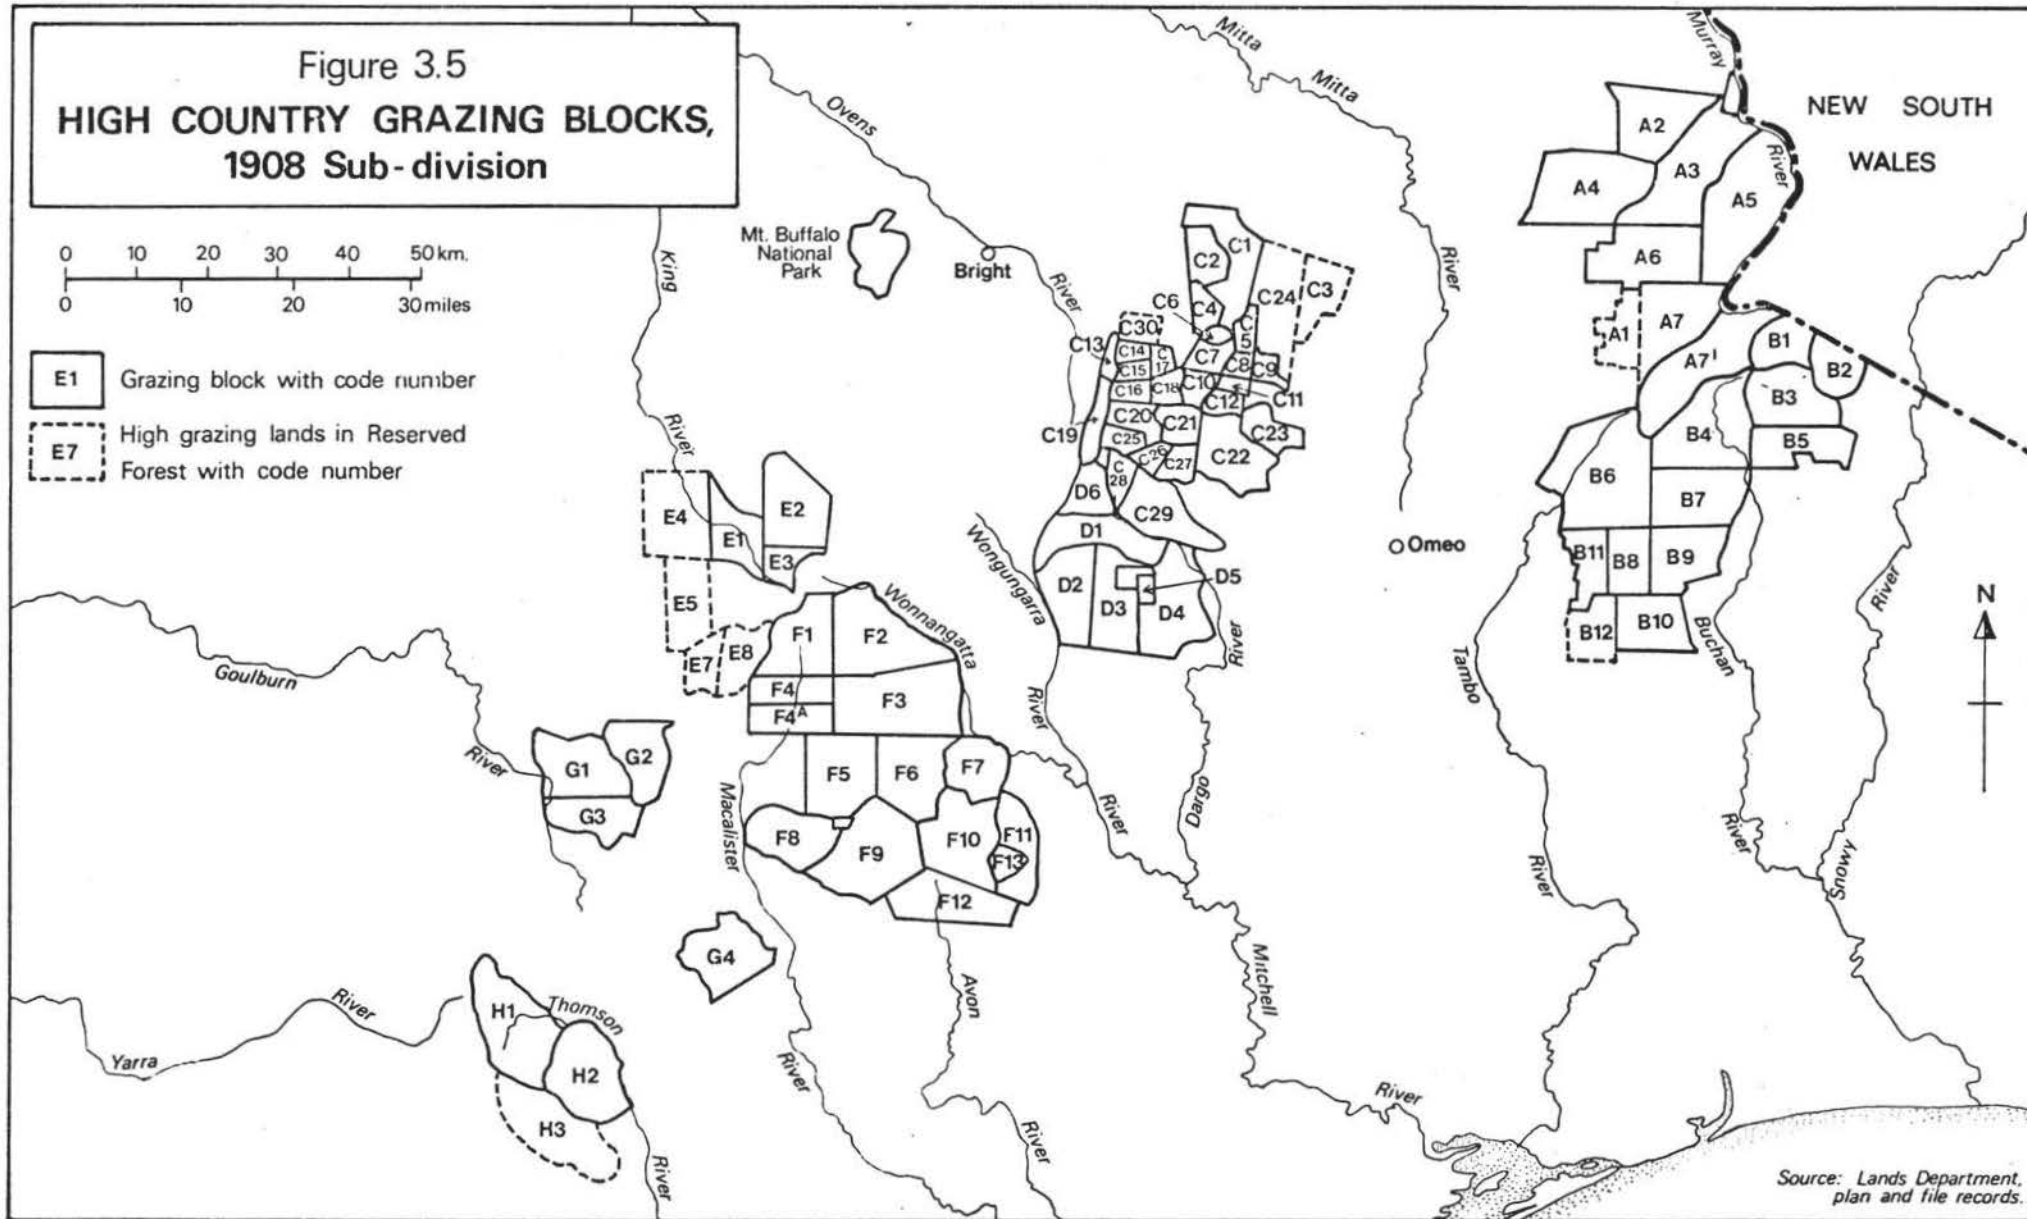 Figure 3.5
HIGH COUNTRY GRAZING BLOCKS,
1908 Sub-division
0 10 20 30 40 50 km.
0 10 20 30 miles
E1 Grazing block with code number
E7 High grazing lands in Reserved
Forest with code number
Mt. Buffalo
National
Park
Bright
Omeo
NEW SOUTH
WALES
N
Ovens
River
King
River
Mitta
Mitta
River
Murray
River
Goulburn
River
Yarra
River
Thomson
River
Macalister
River
Avon
River
Wonnangatta
River
Wongungarra
River
Dargo
River
Mitchell
River
Tambo
River
Buchan
River
Snowy
River
A1
A2
A3
A4
A5
A6
A7
A7¹
B1
B2
B3
B4
B5
B6
B7
B8
B9
B10
B11
B12
C1
C2
C3
C4
C5
C6
C7
C8
C9
C10
C11
C12
C13
C14
C15
C16
C17
C18
C19
C20
C21
C22
C23
C24
C25
C26
C27
C28
C29
C30
D1
D2
D3
D4
D5
D6
E1
E2
E3
E4
E5
E7
E8
F1
F2
F3
F4
F4ᴬ
F5
F6
F7
F8
F9
F10
F11
F12
F13
G1
G2
G3
G4
H1
H2
H3
Source: Lands Department,
plan and file records.